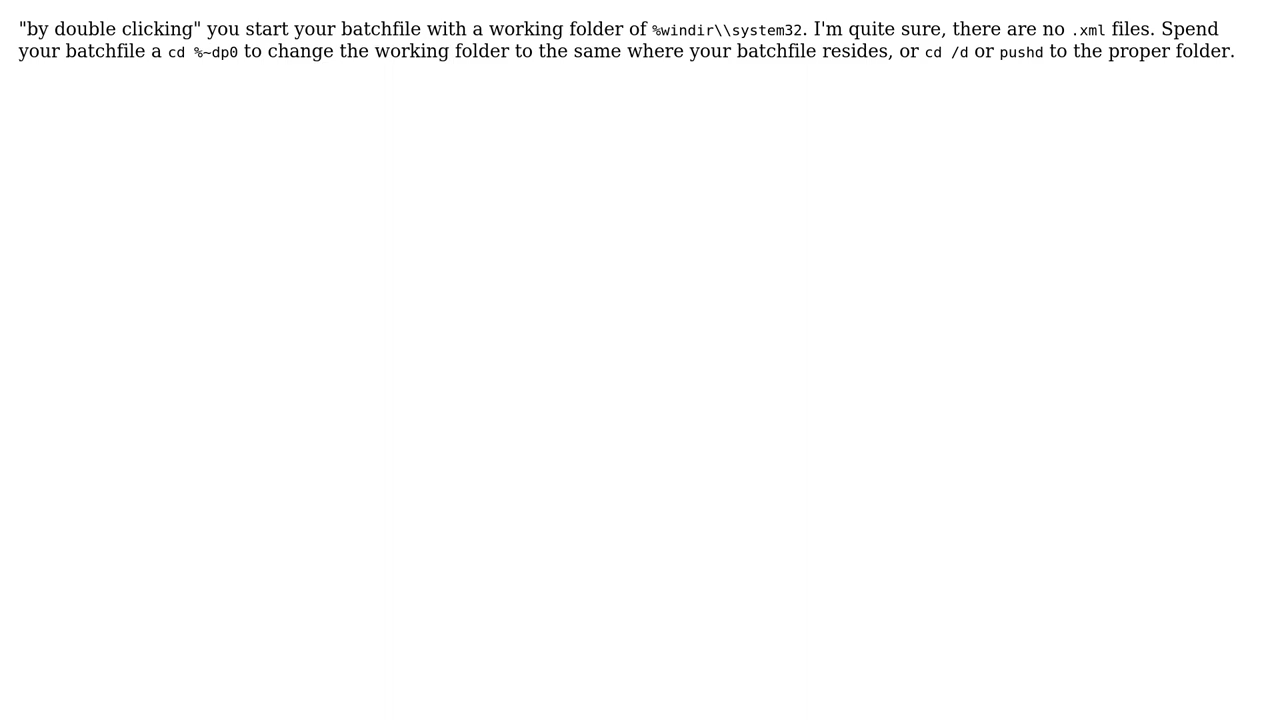 "by double clicking" you start your batchfile with a working folder of %windir\\system32. I'm quite sure, there are no .xml files. Spend
your batchfile a cd %~dp0 to change the working folder to the same where your batchfile resides, or cd /d or pushd to the proper folder.